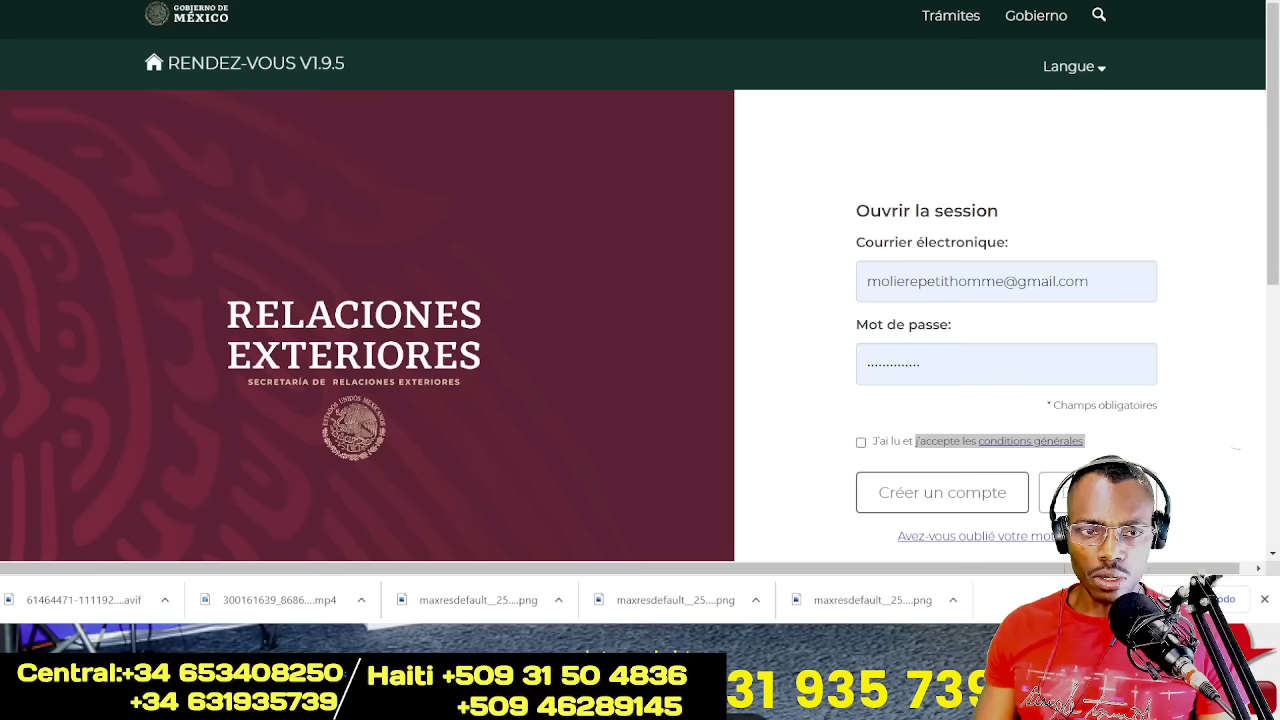 GOBIERNO DE
MÉXICO
Trámites
Gobierno
RENDEZ-VOUS V1.9.5
Langue
Ouvrir la session
Courrier électronique:
molierepetithomme@gmail.com
Mot de passe:
..............
* Champs obligatoires
J'ai lu et j'accepte les conditions générales
Créer un compte
Avez-vous oublié votre
RELACIONES
EXTERIORES
SECRETARÍA DE RELACIONES EXTERIORES
ESTADOS UNIDOS MEXICANOS
61464471-111192....avif
300161639_8686....mp4
maxresdefault__25....png
maxresdefault__25....png
maxresdefault__25....png
Central:+34 653408250
+34 631935739
Haiti +509 31 50 4836
+509 46289145
31 935 739